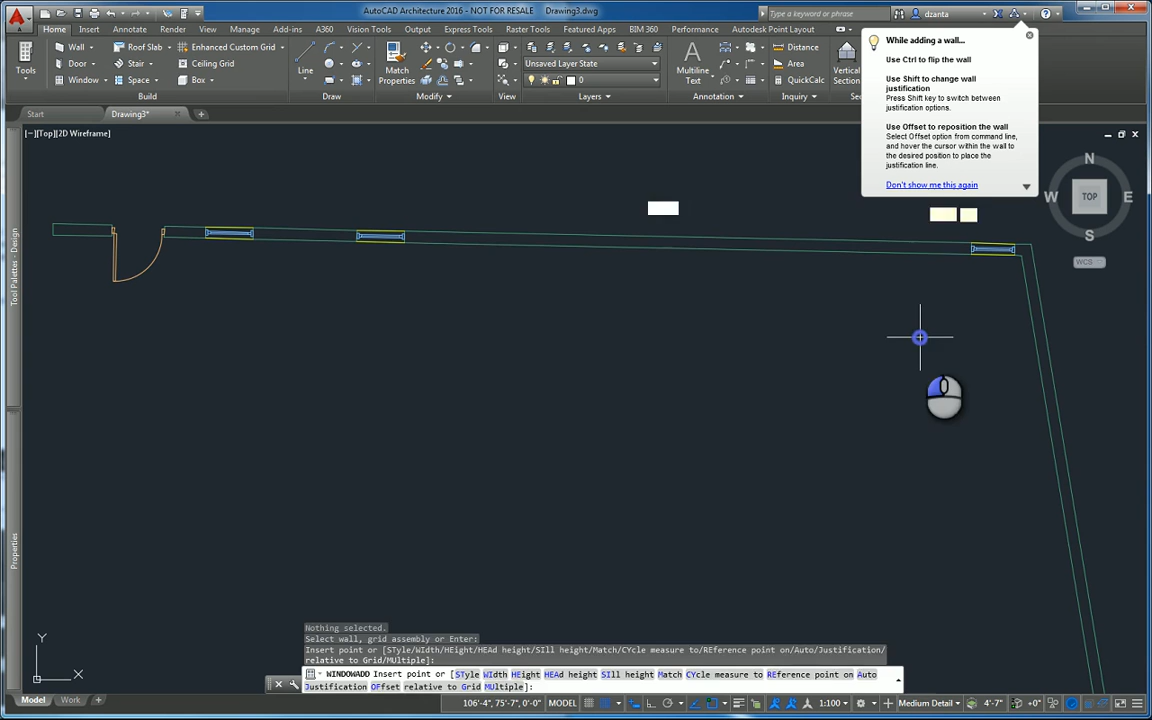 AutoCAD Architecture 2016 - NOT FOR RESALE Drawing3.dwg
Type a keyword or phrase
dzanta
Home Insert Annotate Render View Manage Add-ins A360 Vision Tools Output Express Tools Featured Apps BIM 360 Performance Autodesk Point Layout
Tools
Wall
Door
Window
Roof Slab
Stair
Space
Enhanced Custom Grid
Ceiling Grid
Box
Build
Line
Draw
Match
Properties
Modify
View
Unsaved Layer State
0
Layers
Multiline
Text
Annotation
Distance
Area
QuickCalc
Inquiry
Vertical
Section
While adding a wall...
Use Ctrl to flip the wall
Use Shift to change wall
justification
Press Shift key to switch between
justification options.
Use Offset to reposition the wall
Select Offset option from command line,
and hover the cursor within the wall to
the desired position to place the
justification line.
Don't show me this again
Start
Drawing3*
[−][Top][2D Wireframe]
N
W
TOP
E
S
WCS
Tool Palettes - Design
Properties
Y
X
Nothing selected.
Select wall, grid assembly or Enter:
Insert point or [STyle/WIdth/HEight/HEAd height/SIll height/Match/CYcle measure to/REference point on/Auto/Justification/
relative to Grid/MUltiple]:
WINDOWADD Insert point or [STyle WIdth HEight HEAd height SIll height Match CYcle measure to REference point on Auto
Justification OFfset relative to Grid MUltiple]:
Model
Work
106'-4", 75'-7", 0'-0"
MODEL
1:100
Medium Detail
4'-7"
+0"